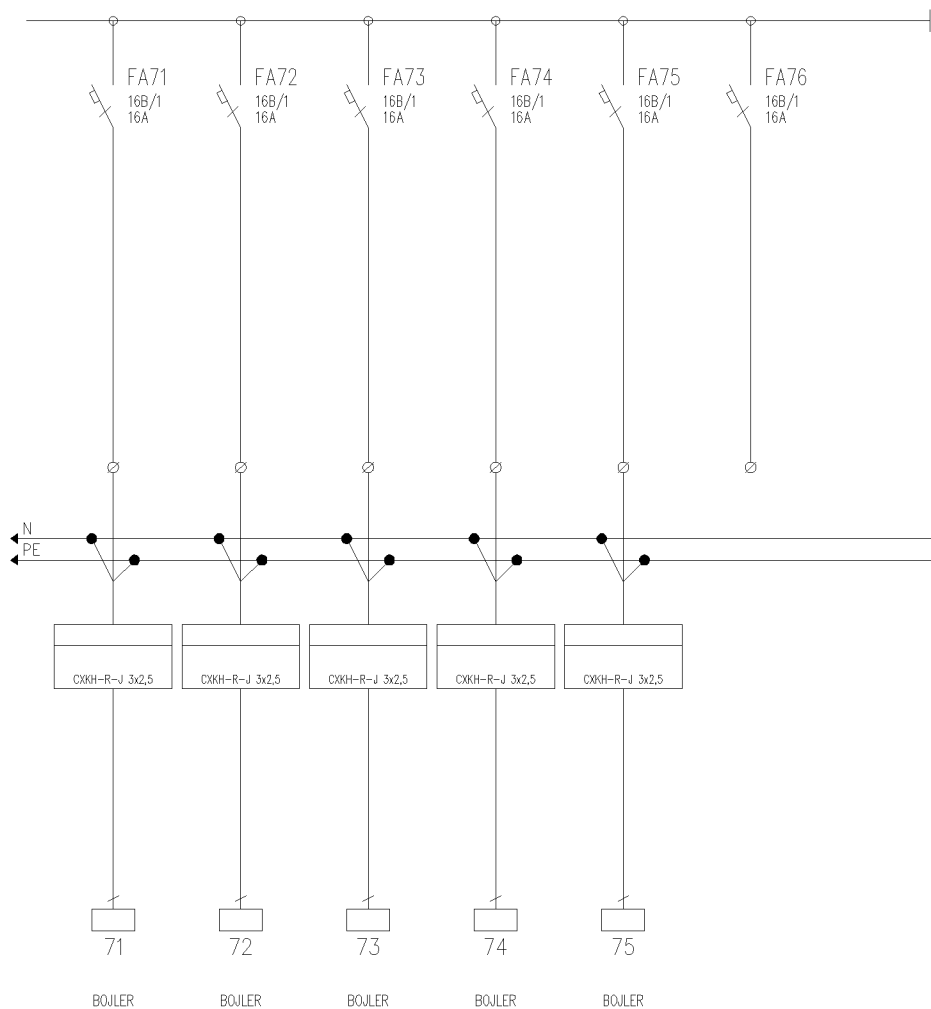 FA71
16B/1
16A
FA72
16B/1
16A
FA73
16B/1
16A
FA74
16B/1
16A
FA75
16B/1
16A
FA76
16B/1
16A
N
PE
CXKH-R-J 3x2,5
CXKH-R-J 3x2,5
CXKH-R-J 3x2,5
CXKH-R-J 3x2,5
CXKH-R-J 3x2,5
71
72
73
74
75
BOJLER
BOJLER
BOJLER
BOJLER
BOJLER